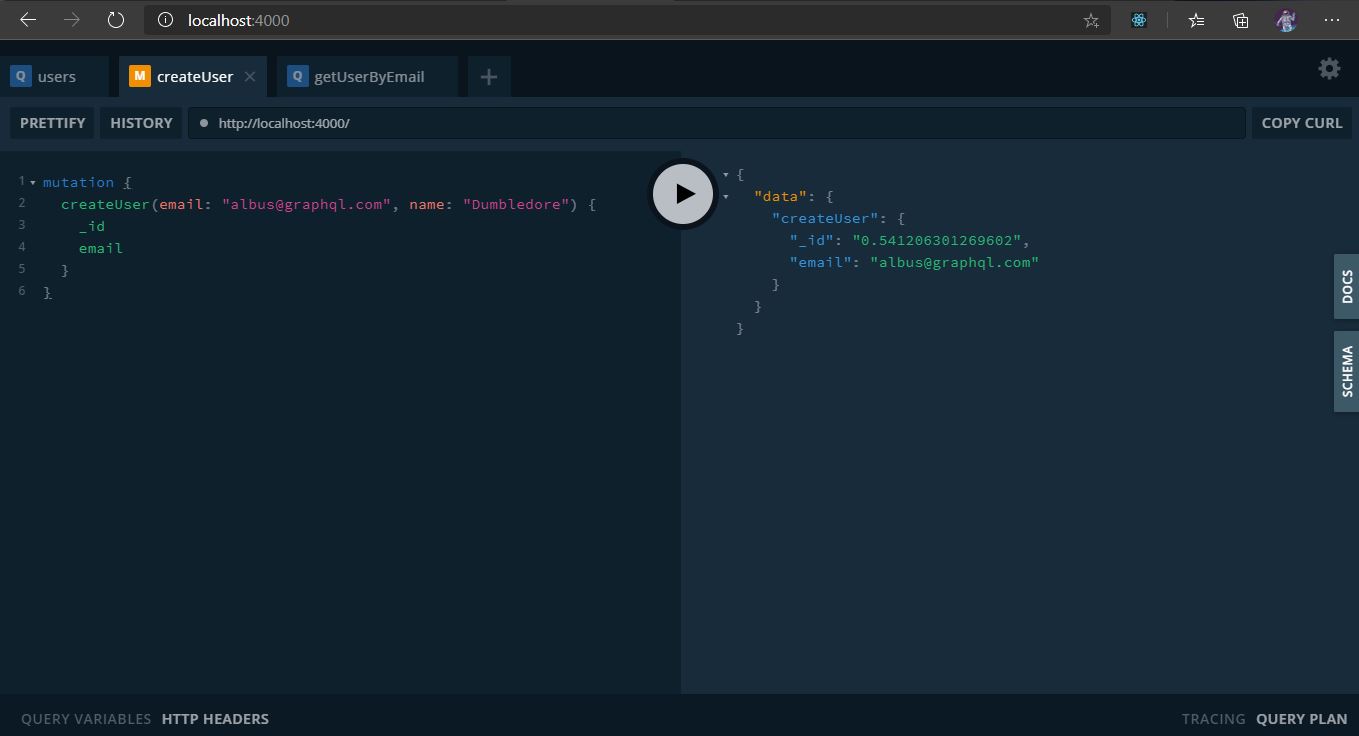 localhost:4000
Q users M createUser Q getUserByEmail
PRETTIFY HISTORY http://localhost:4000/ COPY CURL
1 mutation {
2 createUser(email: "albus@graphql.com", name: "Dumbledore") {
3 _id
4 email
5 }
6 }
{
"data": {
"createUser": {
"_id": "0.541206301269602",
"email": "albus@graphql.com"
}
}
}
DOCS
SCHEMA
QUERY VARIABLES HTTP HEADERS TRACING QUERY PLAN